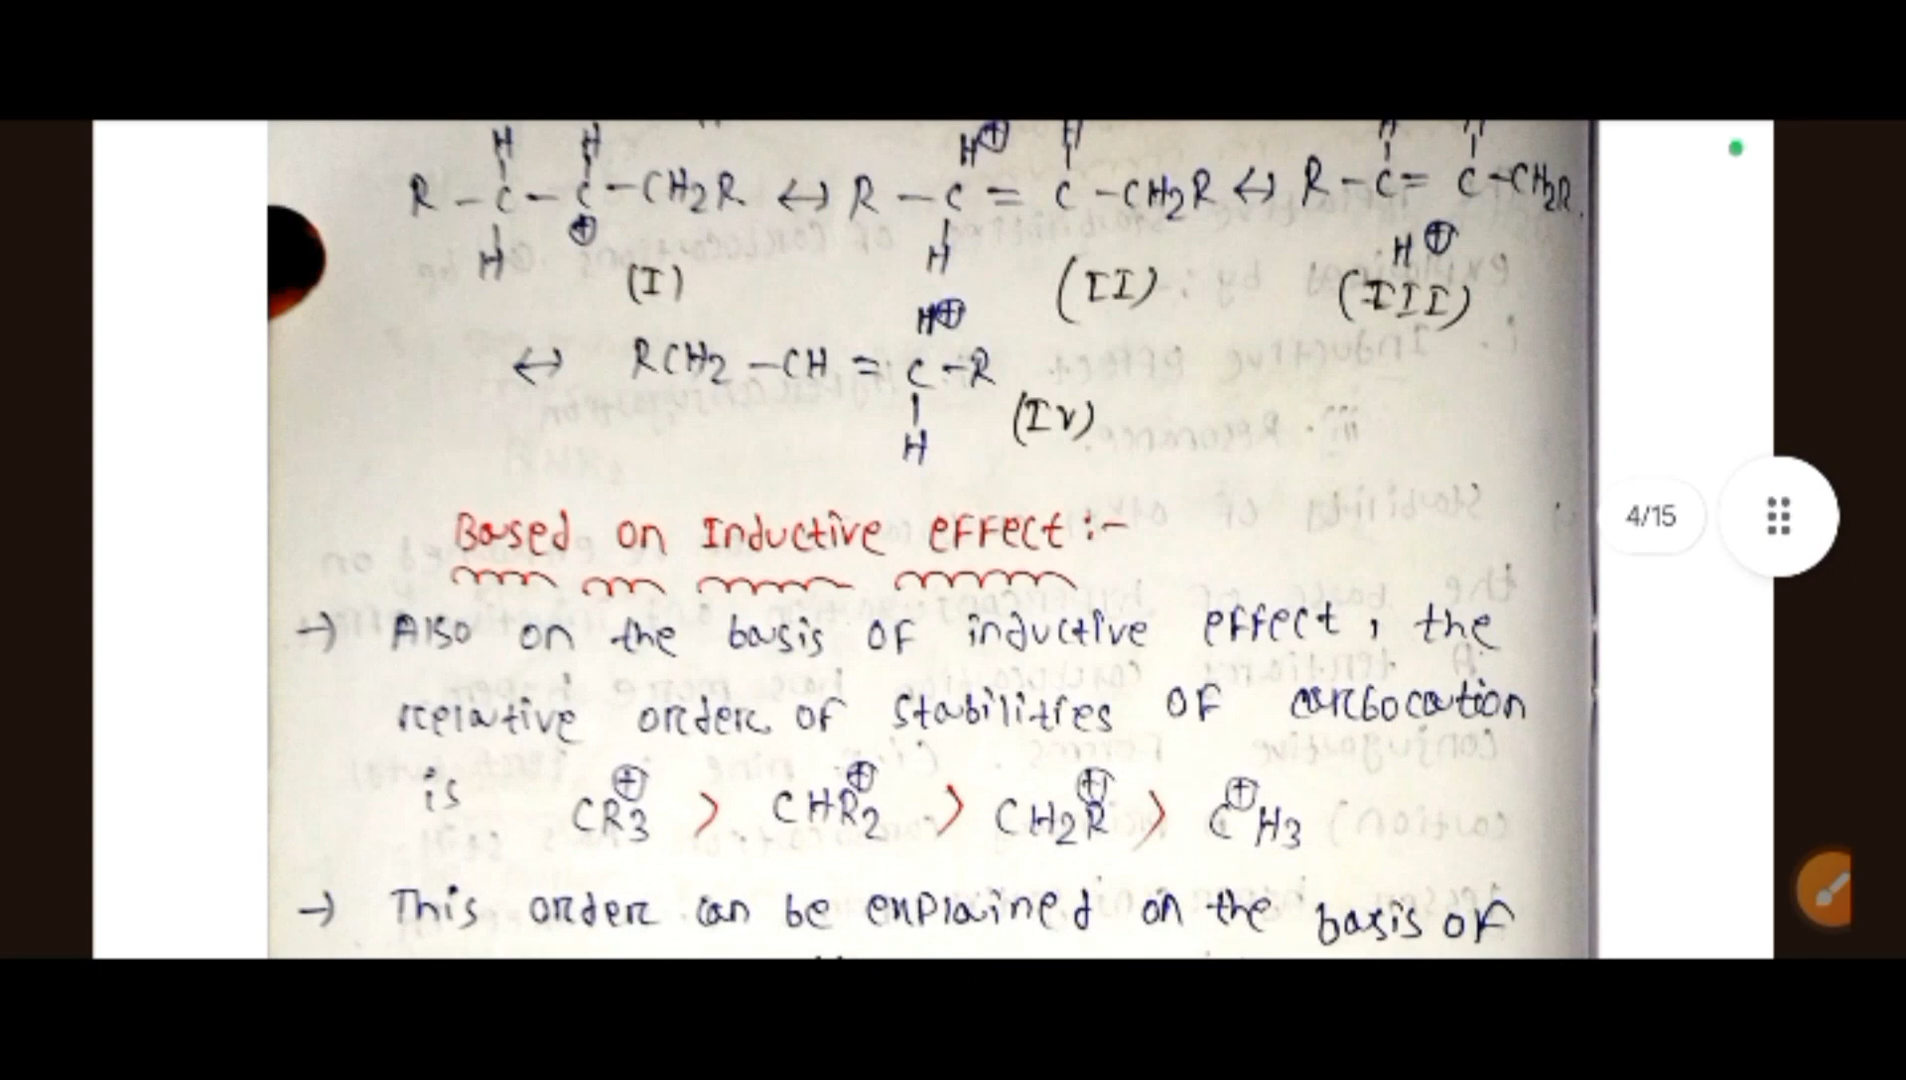 H H H⊕ H H H
R-C-C-CH2R ↔ R-C=C-CH2R ↔ R-C=C-CH2R.
⊕
H (I) H (II) H⊕ (III)
H⊕
↔ RCH2-CH=C-R
H (IV)
Based on Inductive effect :-
→ Also on the basis of inductive effect, the
relative order of stabilities of carbocation
is CR3⊕ > CHR2⊕ > CH2R⊕ > C⊕H3
→ This order can be explained on the basis of
4/15